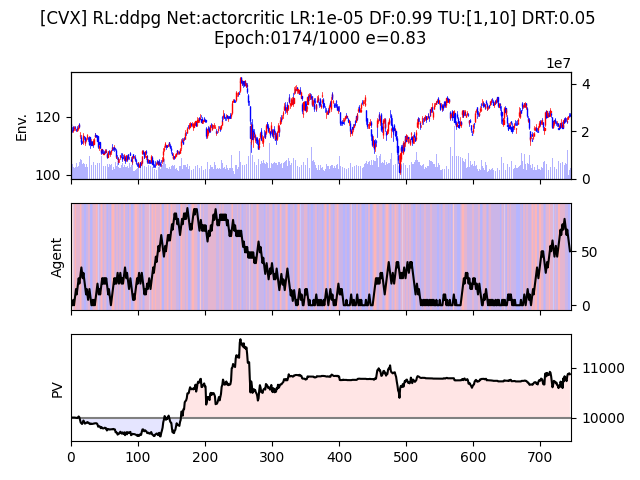 [CVX] RL:ddpg Net:actorcritic LR:1e-05 DF:0.99 TU:[1,10] DRT:0.05
Epoch:0174/1000 e=0.83
1e7
Env.
120
100
4
2
0
Agent
50
0
PV
11000
10000
0 100 200 300 400 500 600 700